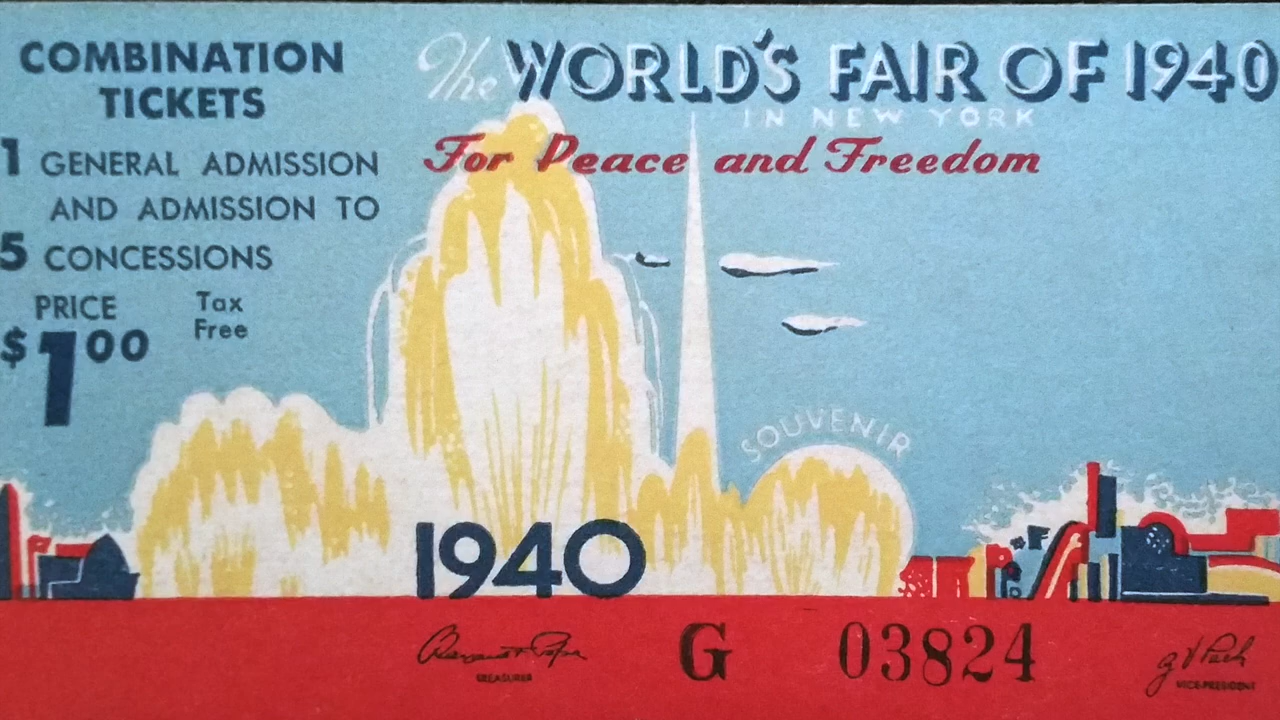 COMBINATION
TICKETS
1 GENERAL ADMISSION
AND ADMISSION TO
5 CONCESSIONS
PRICE
$1.00
Tax
Free
The WORLD'S FAIR OF 1940
IN NEW YORK
For Peace and Freedom
SOUVENIR
1940
TREASURER
G 03824
VICE-PRESIDENT